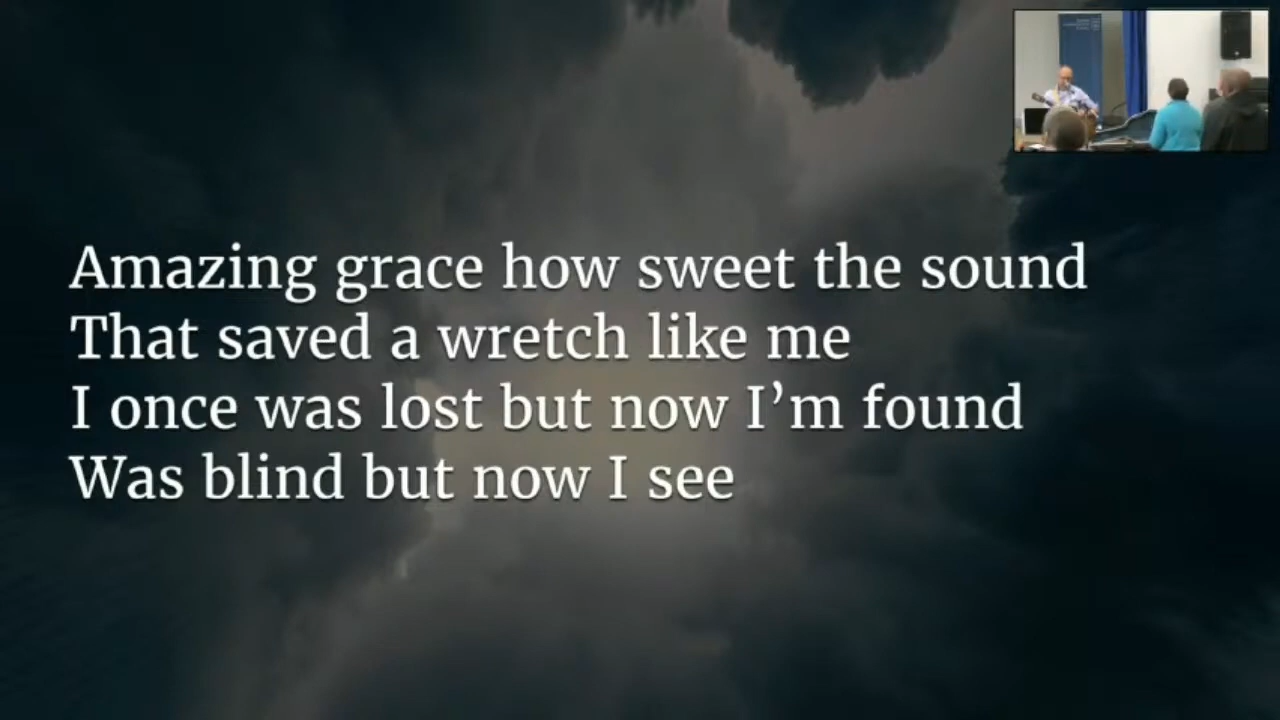 Amazing grace how sweet the sound
That saved a wretch like me
I once was lost but now I’m found
Was blind but now I see